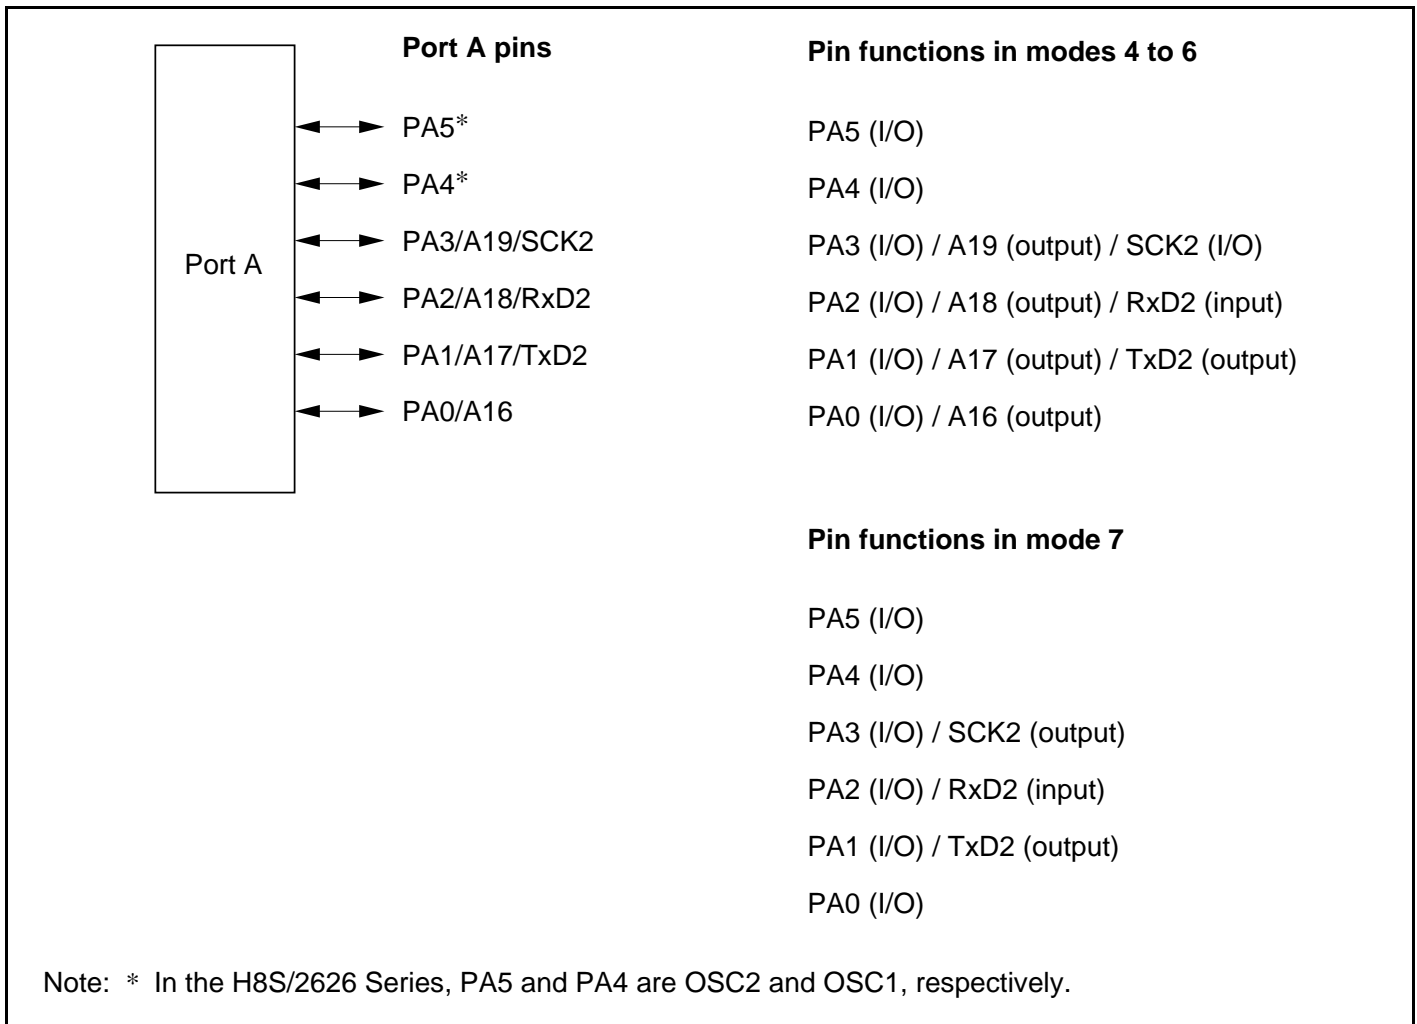 Port A
Port A pins
PA5*
PA4*
PA3/A19/SCK2
PA2/A18/RxD2
PA1/A17/TxD2
PA0/A16
Pin functions in modes 4 to 6
PA5 (I/O)
PA4 (I/O)
PA3 (I/O) / A19 (output) / SCK2 (I/O)
PA2 (I/O) / A18 (output) / RxD2 (input)
PA1 (I/O) / A17 (output) / TxD2 (output)
PA0 (I/O) / A16 (output)
Pin functions in mode 7
PA5 (I/O)
PA4 (I/O)
PA3 (I/O) / SCK2 (output)
PA2 (I/O) / RxD2 (input)
PA1 (I/O) / TxD2 (output)
PA0 (I/O)
Note: * In the H8S/2626 Series, PA5 and PA4 are OSC2 and OSC1, respectively.